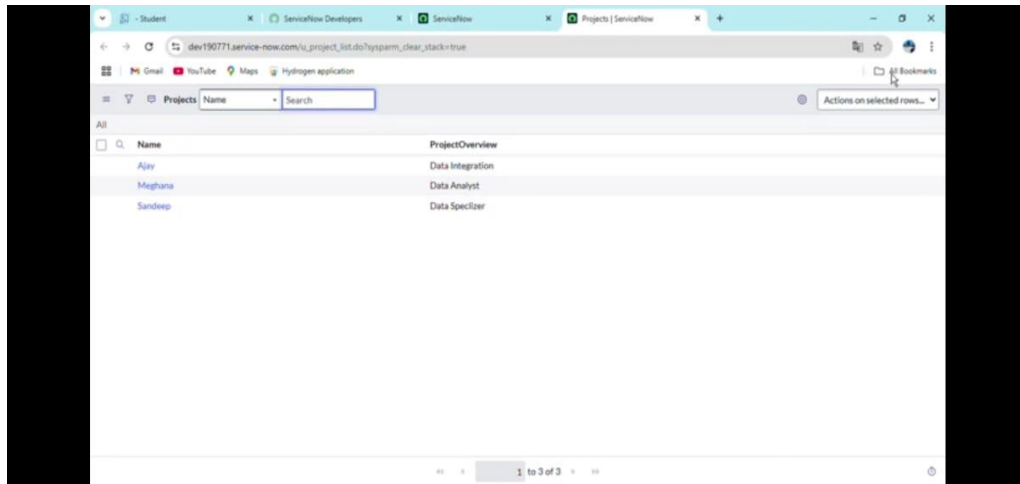 - Student
ServiceNow Developers
ServiceNow
Projects | ServiceNow
dev190771.service-now.com/u_project_list.do?sysparm_clear_stack=true
Gmail YouTube Maps Hydrogen application All Bookmarks
Projects Name Search Actions on selected rows...
All
Name ProjectOverview
Ajay Data Integration
Meghana Data Analyst
Sandeep Data Speclizer
1 to 3 of 3